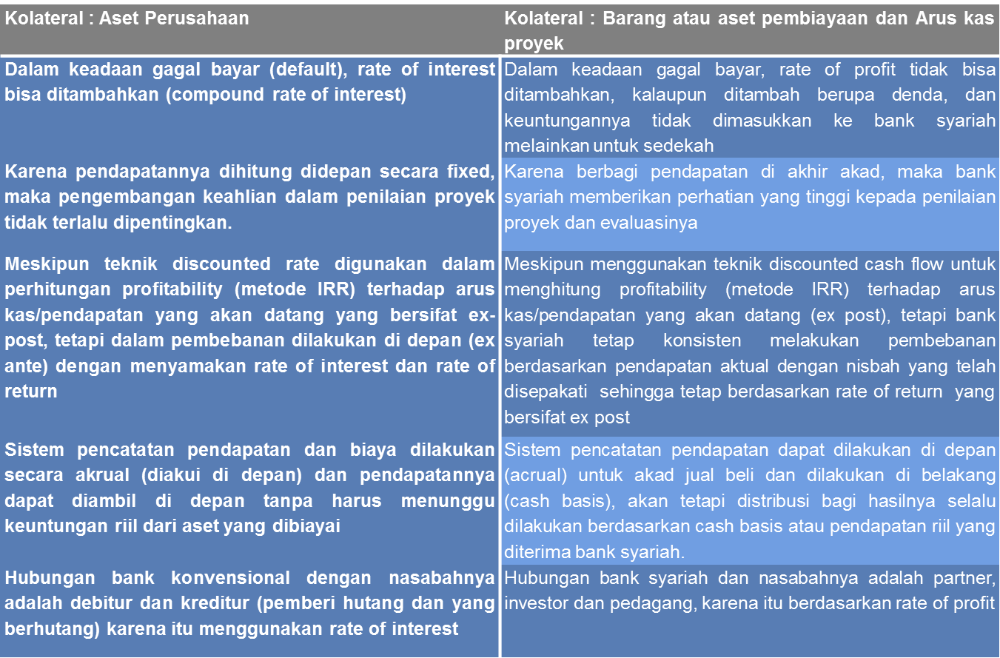 Kolateral : Aset Perusahaan
Kolateral : Barang atau aset pembiayaan dan Arus kas
proyek
Dalam keadaan gagal bayar (default), rate of interest
bisa ditambahkan (compound rate of interest)
Dalam keadaan gagal bayar, rate of profit tidak bisa
ditambahkan, kalaupun ditambah berupa denda, dan
keuntungannya tidak dimasukkan ke bank syariah
melainkan untuk sedekah
Karena pendapatannya dihitung didepan secara fixed,
maka pengembangan keahlian dalam penilaian proyek
tidak terlalu dipentingkan.
Karena berbagi pendapatan di akhir akad, maka bank
syariah memberikan perhatian yang tinggi kepada penilaian
proyek dan evaluasinya
Meskipun teknik discounted rate digunakan dalam
perhitungan profitability (metode IRR) terhadap arus
kas/pendapatan yang akan datang yang bersifat ex-
post, tetapi dalam pembebanan dilakukan di depan (ex
ante) dengan menyamakan rate of interest dan rate of
return
Meskipun menggunakan teknik discounted cash flow untuk
menghitung profitability (metode IRR) terhadap arus
kas/pendapatan yang akan datang (ex post), tetapi bank
syariah tetap konsisten melakukan pembebanan
berdasarkan pendapatan aktual dengan nisbah yang telah
disepakati sehingga tetap berdasarkan rate of return yang
bersifat ex post
Sistem pencatatan pendapatan dan biaya dilakukan
secara akrual (diakui di depan) dan pendapatannya
dapat diambil di depan tanpa harus menunggu
keuntungan riil dari aset yang dibiayai
Sistem pencatatan pendapatan dapat dilakukan di depan
(acrual) untuk akad jual beli dan dilakukan di belakang
(cash basis), akan tetapi distribusi bagi hasilnya selalu
dilakukan berdasarkan cash basis atau pendapatan riil yang
diterima bank syariah.
Hubungan bank konvensional dengan nasabahnya
adalah debitur dan kreditur (pemberi hutang dan yang
berhutang) karena itu menggunakan rate of interest
Hubungan bank syariah dan nasabahnya adalah partner,
investor dan pedagang, karena itu berdasarkan rate of profit